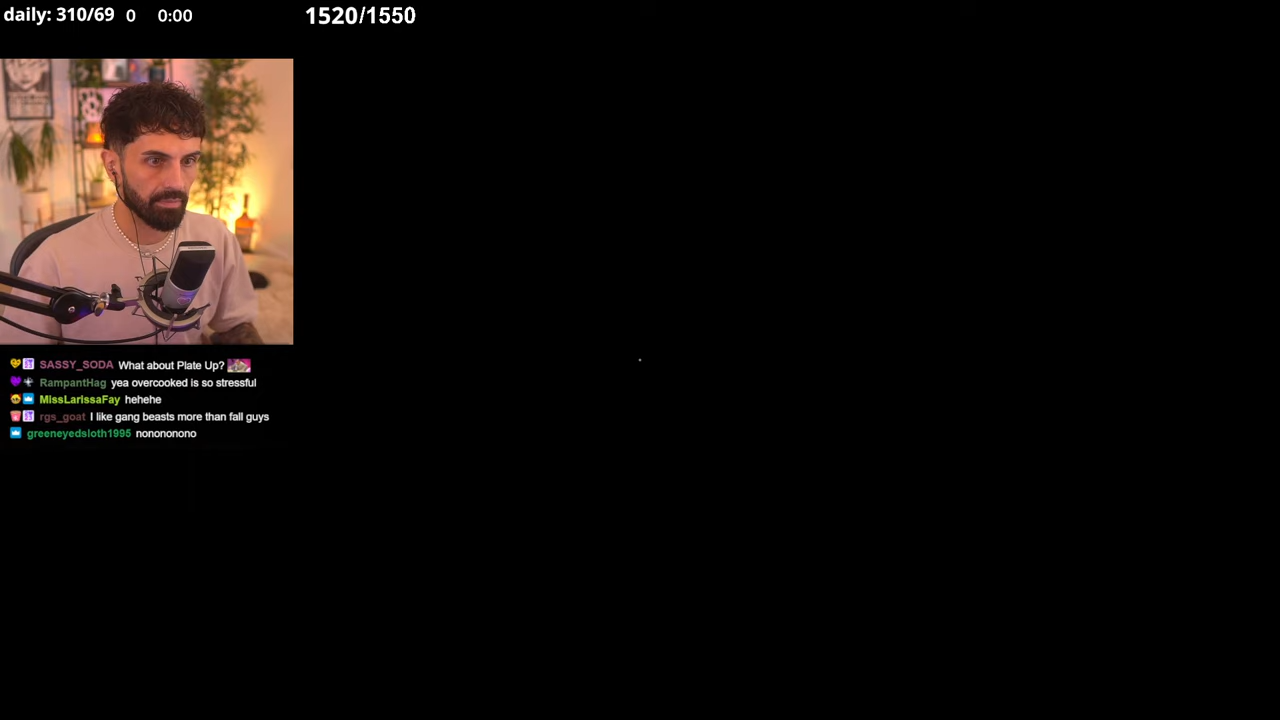 daily: 310/69 0 0:00 1520/1550
SASSY_SODA What about Plate Up?
RampantHag yea overcooked is so stressful
MissLarissaFay hehehe
rgs_goat I like gang beasts more than fall guys
greeneyedsloth1995 nonononono